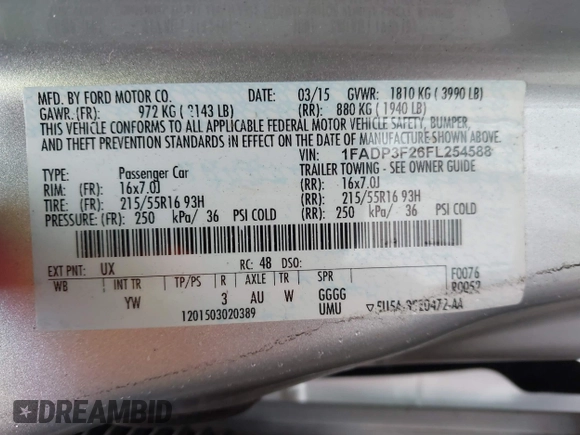 MFD. BY FORD MOTOR CO. DATE: 03/15 GVWR: 1810 KG ( 3990 LB)
GAWR: (FR): 972 KG ( 2143 LB) (RR): 880 KG ( 1940 LB)
THIS VEHICLE CONFORMS TO ALL APPLICABLE FEDERAL MOTOR VEHICLE SAFETY, BUMPER,
AND THEFT PREVENTION STANDARDS IN EFFECT ON THE DATE OF MANUFACTURE SHOWN ABOVE.
VIN: 1FADP3F26FL254588
TYPE: Passenger Car TRAILER TOWING - SEE OWNER GUIDE
RIM: (FR): 16x7.0J (RR): 16x7.0J
TIRE: (FR): 215/55R16 93H (RR): 215/55R16 93H
PRESSURE: (FR): 250 kPa/ 36 PSI COLD (RR): 250 kPa/ 36 PSI COLD
EXT PNT: UX RC: 48 DSO: F0076
WB INT TR TP/PS R AXLE TR SPR R0052
YW 3 AU W GGGG
UMU
1201503020389
DREAMBID